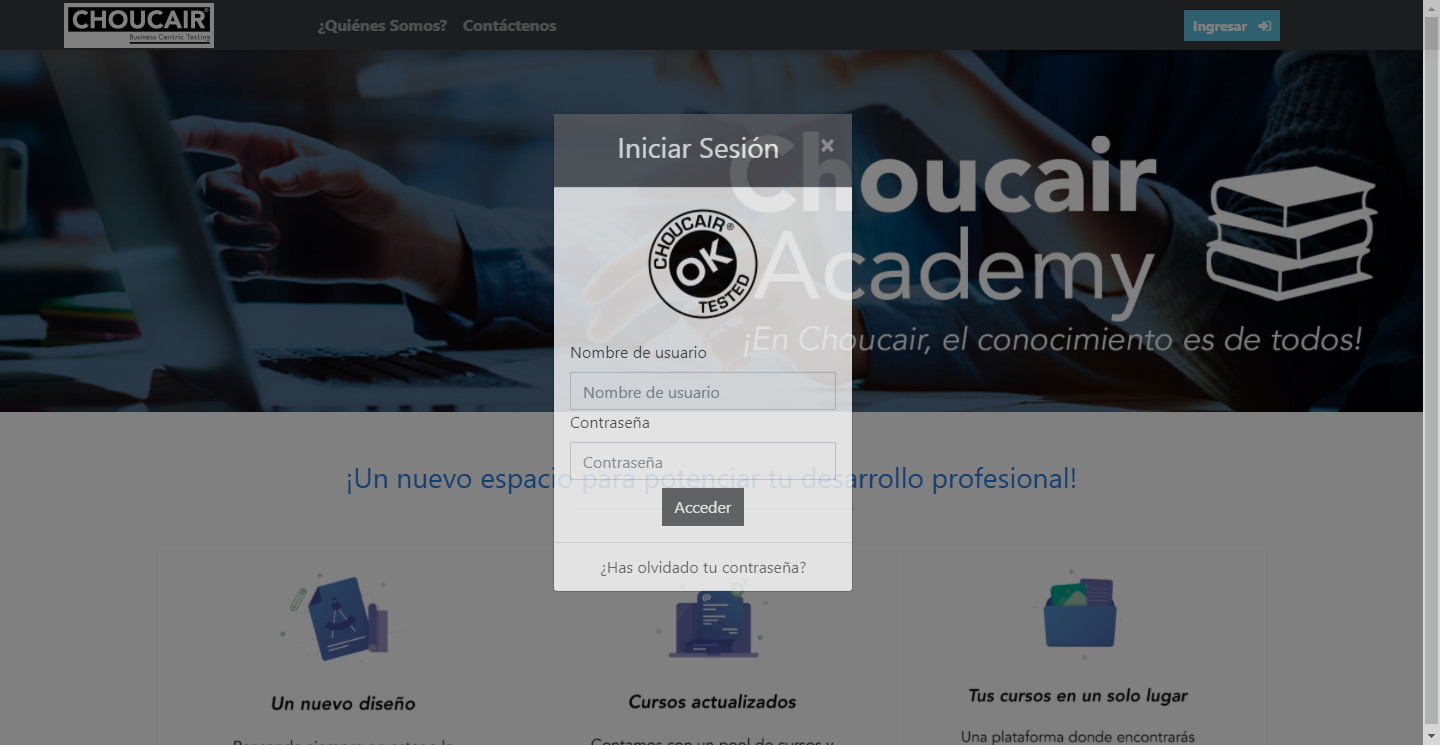 CHOUCAIR®
Business Centric Testing
¿Quiénes Somos?
Contáctenos
Ingresar
Iniciar Sesión
×
Choucair
Academy
¡En Choucair, el conocimiento es de todos!
CHOUCAIR®
OK
TESTED
Nombre de usuario
Nombre de usuario
Contraseña
Contraseña
Acceder
¿Has olvidado tu contraseña?
¡Un nuevo espacio para potenciar tu desarrollo profesional!
Un nuevo diseño
Cursos actualizados
Tus cursos en un solo lugar
Contamos con un pool de cursos y
Una plataforma donde encontrarás